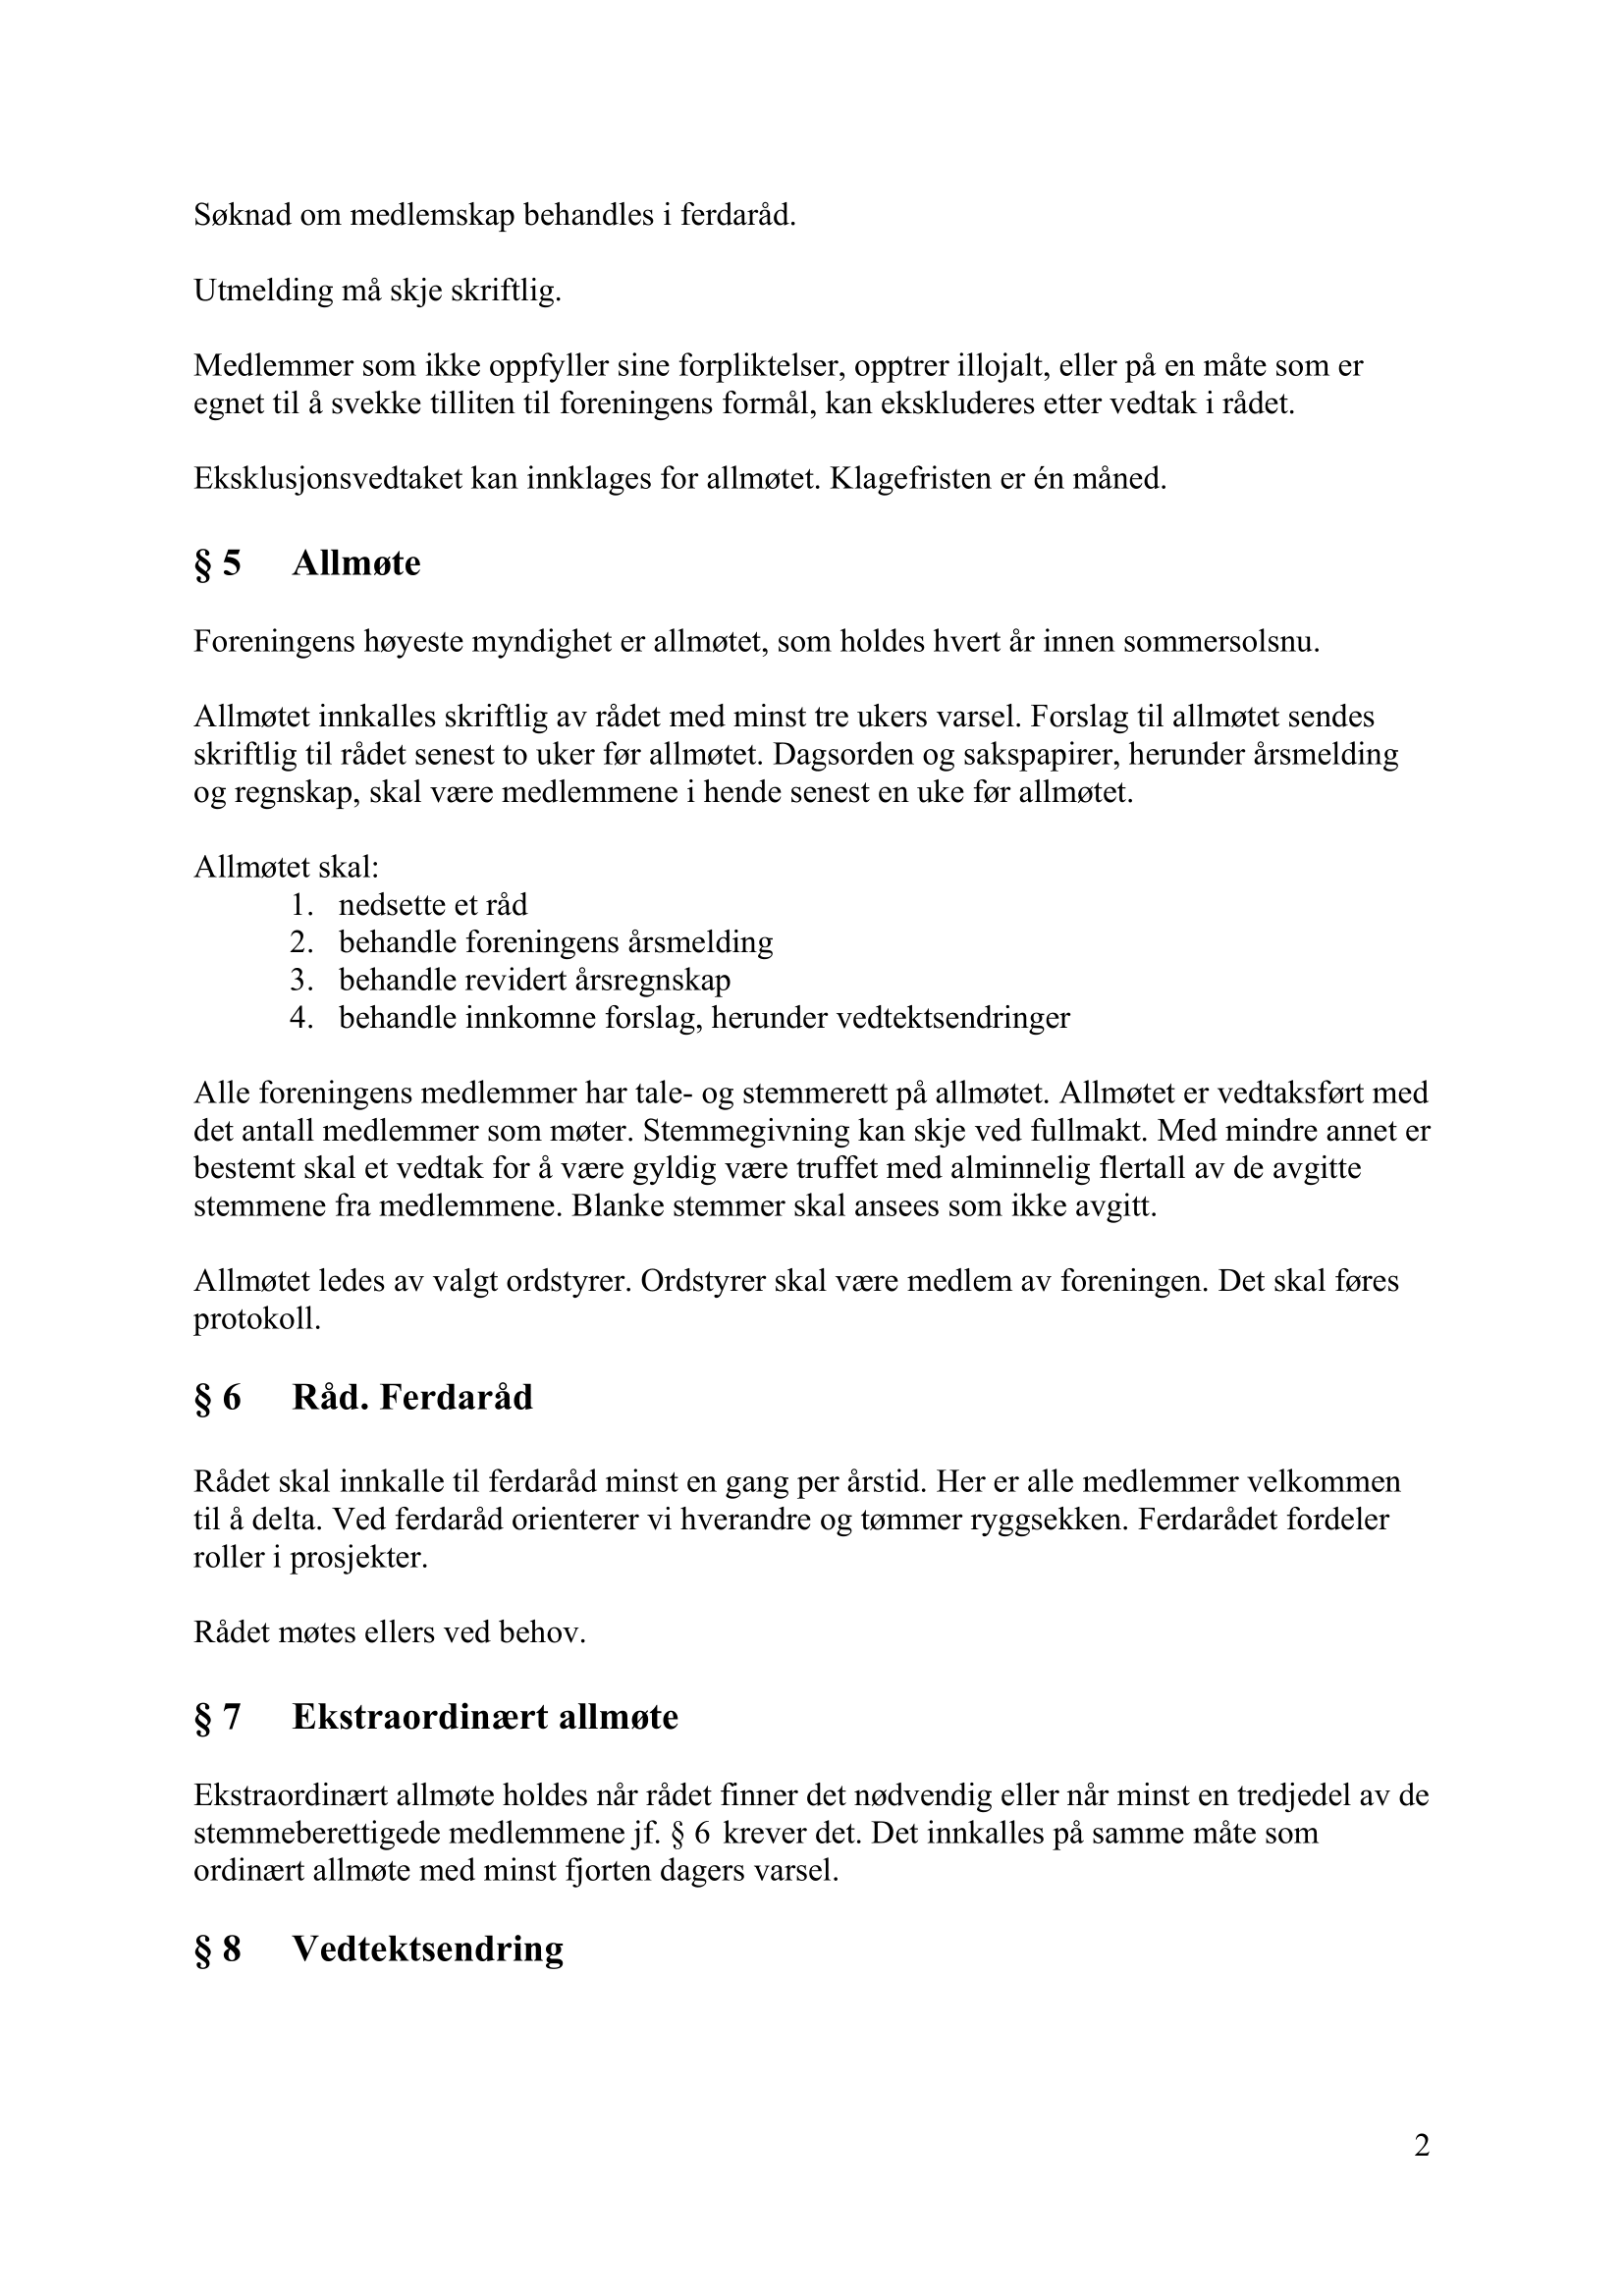 Søknad om medlemskap behandles i ferdaråd.
Utmelding må skje skriftlig.
Medlemmer som ikke oppfyller sine forpliktelser, opptrer illojalt, eller på en måte som er
egnet til å svekke tilliten til foreningens formål, kan ekskluderes etter vedtak i rådet.
Eksklusjonsvedtaket kan innklages for allmøtet. Klagefristen er én måned.
§ 5 Allmøte
Foreningens høyeste myndighet er allmøtet, som holdes hvert år innen sommersolsnu.
Allmøtet innkalles skriftlig av rådet med minst tre ukers varsel. Forslag til allmøtet sendes
skriftlig til rådet senest to uker før allmøtet. Dagsorden og sakspapirer, herunder årsmelding
og regnskap, skal være medlemmene i hende senest en uke før allmøtet.
Allmøtet skal:
1. nedsette et råd
2. behandle foreningens årsmelding
3. behandle revidert årsregnskap
4. behandle innkomne forslag, herunder vedtektsendringer
Alle foreningens medlemmer har tale- og stemmerett på allmøtet. Allmøtet er vedtaksført med
det antall medlemmer som møter. Stemmegivning kan skje ved fullmakt. Med mindre annet er
bestemt skal et vedtak for å være gyldig være truffet med alminnelig flertall av de avgitte
stemmene fra medlemmene. Blanke stemmer skal ansees som ikke avgitt.
Allmøtet ledes av valgt ordstyrer. Ordstyrer skal være medlem av foreningen. Det skal føres
protokoll.
§ 6 Råd. Ferdaråd
Rådet skal innkalle til ferdaråd minst en gang per årstid. Her er alle medlemmer velkommen
til å delta. Ved ferdaråd orienterer vi hverandre og tømmer ryggsekken. Ferdarådet fordeler
roller i prosjekter.
Rådet møtes ellers ved behov.
§ 7 Ekstraordinært allmøte
Ekstraordinært allmøte holdes når rådet finner det nødvendig eller når minst en tredjedel av de
stemmeberettigede medlemmene jf. § 6 krever det. Det innkalles på samme måte som
ordinært allmøte med minst fjorten dagers varsel.
§ 8 Vedtektsendring
2